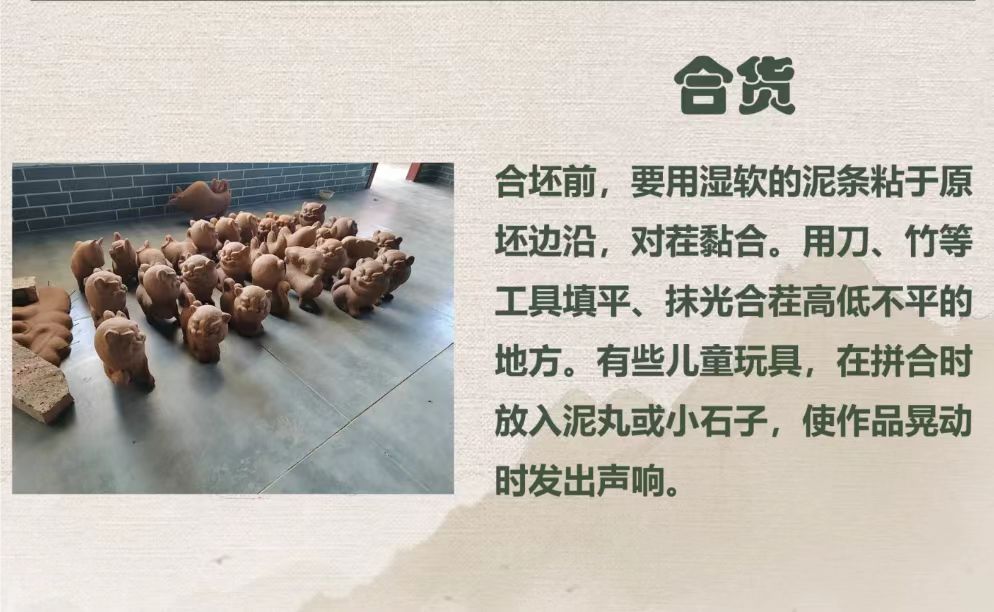 合货
合坯前，要用湿软的泥条粘于原
坯边沿，对茬黏合。用刀、竹等
工具填平、抹光合茬高低不平的
地方。有些儿童玩具，在拼合时
放入泥丸或小石子，使作品晃动
时发出声响。